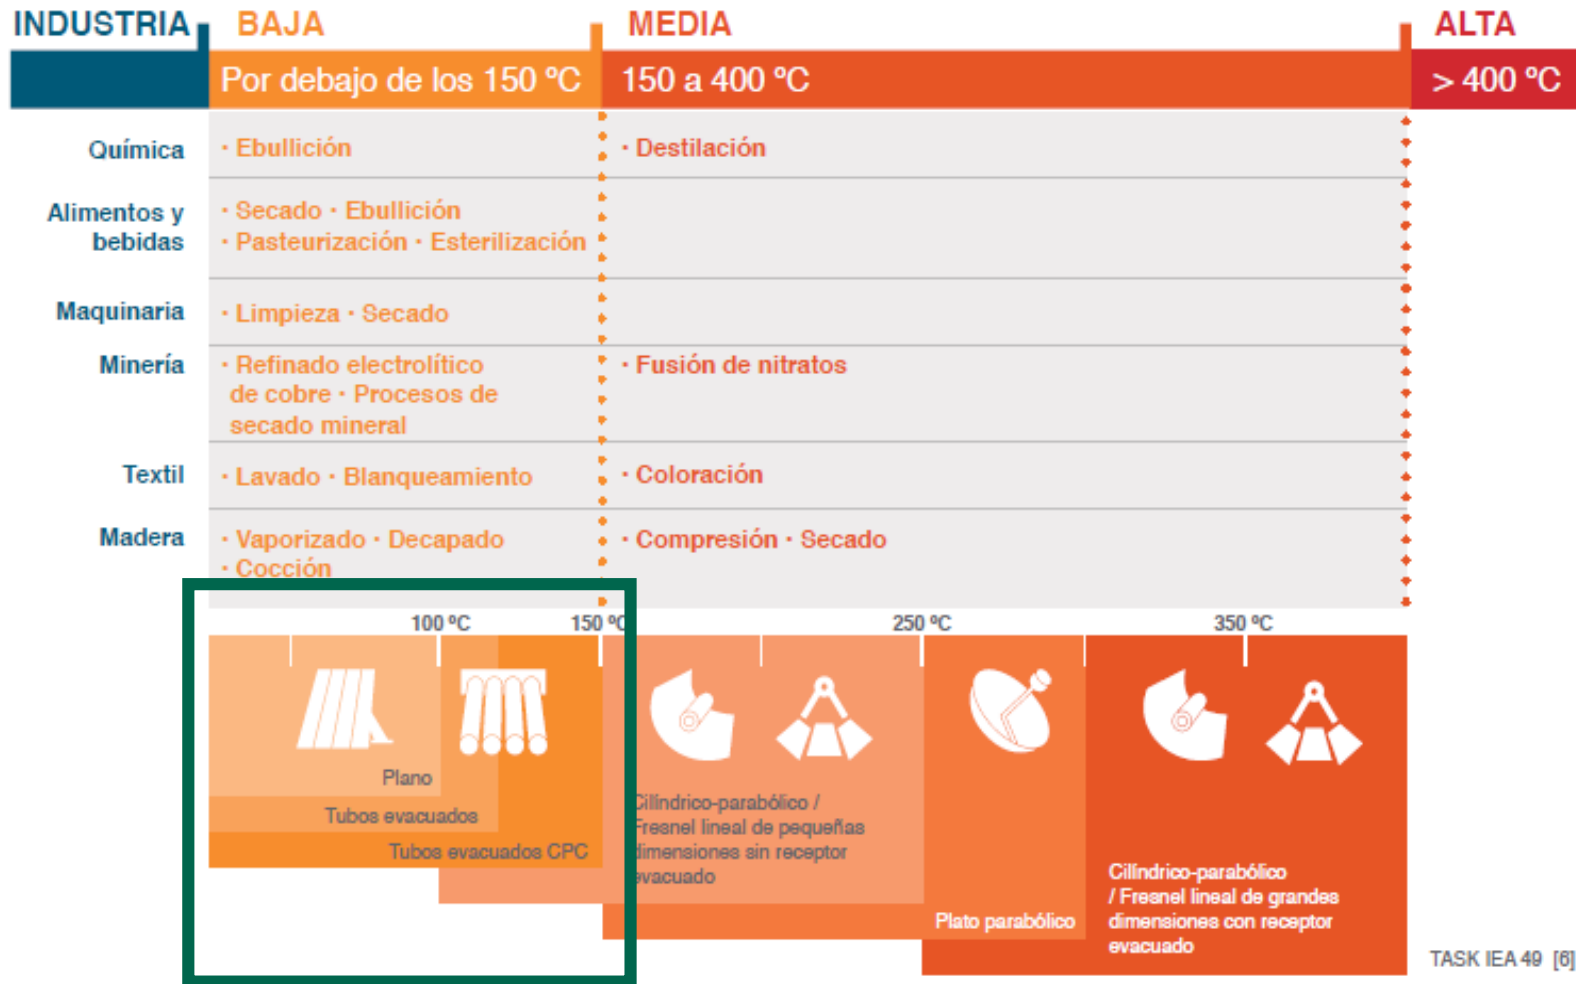 INDUSTRIA BAJA MEDIA ALTA
Por debajo de los 150 ºC 150 a 400 ºC > 400 ºC
Química · Ebullición · Destilación
Alimentos y bebidas
· Secado · Ebullición
· Pasteurización · Esterilización
Maquinaria · Limpieza · Secado
Minería
· Refinado electrolítico
de cobre · Procesos de
secado mineral
· Fusión de nitratos
Textil · Lavado · Blanqueamiento · Coloración
Madera
· Vaporizado · Decapado
· Cocción
· Compresión · Secado
100 ºC 150 ºC 250 ºC 350 ºC
Plano
Tubos evacuados
Tubos evacuados CPC
Cilíndrico-parabólico /
Fresnel lineal de pequeñas
dimensiones sin receptor
evacuado
Plato parabólico
Cilíndrico-parabólico
/ Fresnel lineal de grandes
dimensiones con receptor
evacuado
TASK IEA 49 [6]